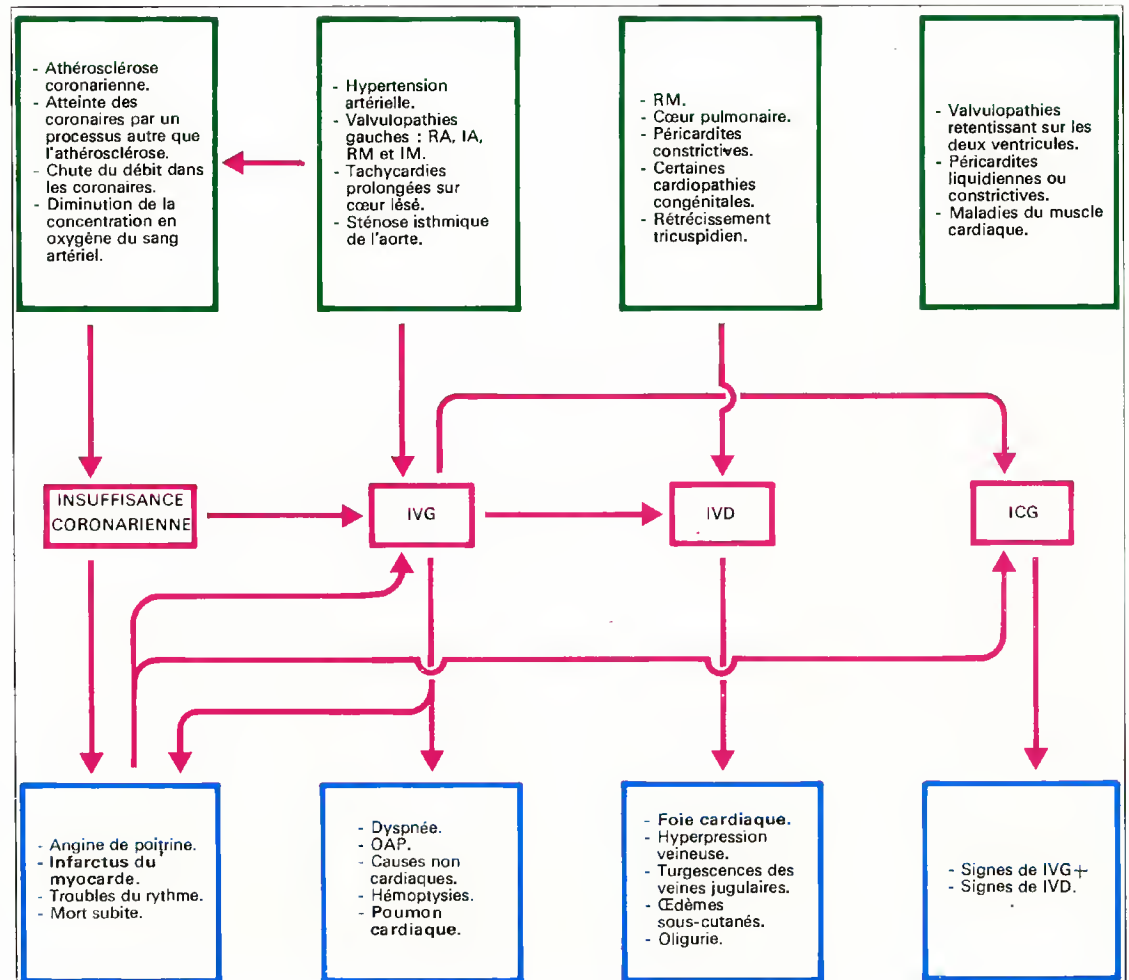 - Athérosclérose
coronarienne.
- Atteinte des
coronaires par un
processus autre que
l'athérosclérose.
- Chute du débit dans
les coronaires.
- Diminution de la
concentration en
oxygène du sang
artériel.
- Hypertension
artérielle.
- Valvulopathies
gauches : RA, IA,
RM et IM.
- Tachycardies
prolongées sur
cœur lésé.
- Sténose isthmique
de l'aorte.
- RM.
- Cœur pulmonaire.
- Péricardites
constrictives.
- Certaines
cardiopathies
congénitales.
- Rétrécissement
tricuspidien.
- Valvulopathies
retentissant sur les
deux ventricules.
- Péricardites
liquidiennes ou
constrictives.
- Maladies du muscle
cardiaque.
INSUFFISANCE
CORONARIENNE
IVG
IVD
ICG
- Angine de poitrine.
- Infarctus du
myocarde.
- Troubles du rythme.
- Mort subite.
- Dyspnée.
- OAP.
- Causes non
cardiaques.
- Hémoptysies.
- Poumon
cardiaque.
- Foie cardiaque.
- Hyperpression
veineuse.
- Turgescences des
veines jugulaires.
- Œdèmes
sous-cutanés.
- Oligurie.
- Signes de IVG+
- Signes de IVD.